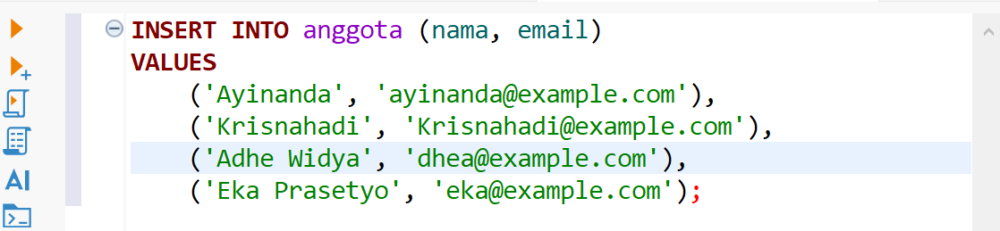 INSERT INTO anggota (nama, email)
VALUES
    ('Ayinanda', 'ayinanda@example.com'),
    ('Krisnahadi', 'Krisnahadi@example.com'),
    ('Adhe Widya', 'dhea@example.com'),
    ('Eka Prasetyo', 'eka@example.com');
AI